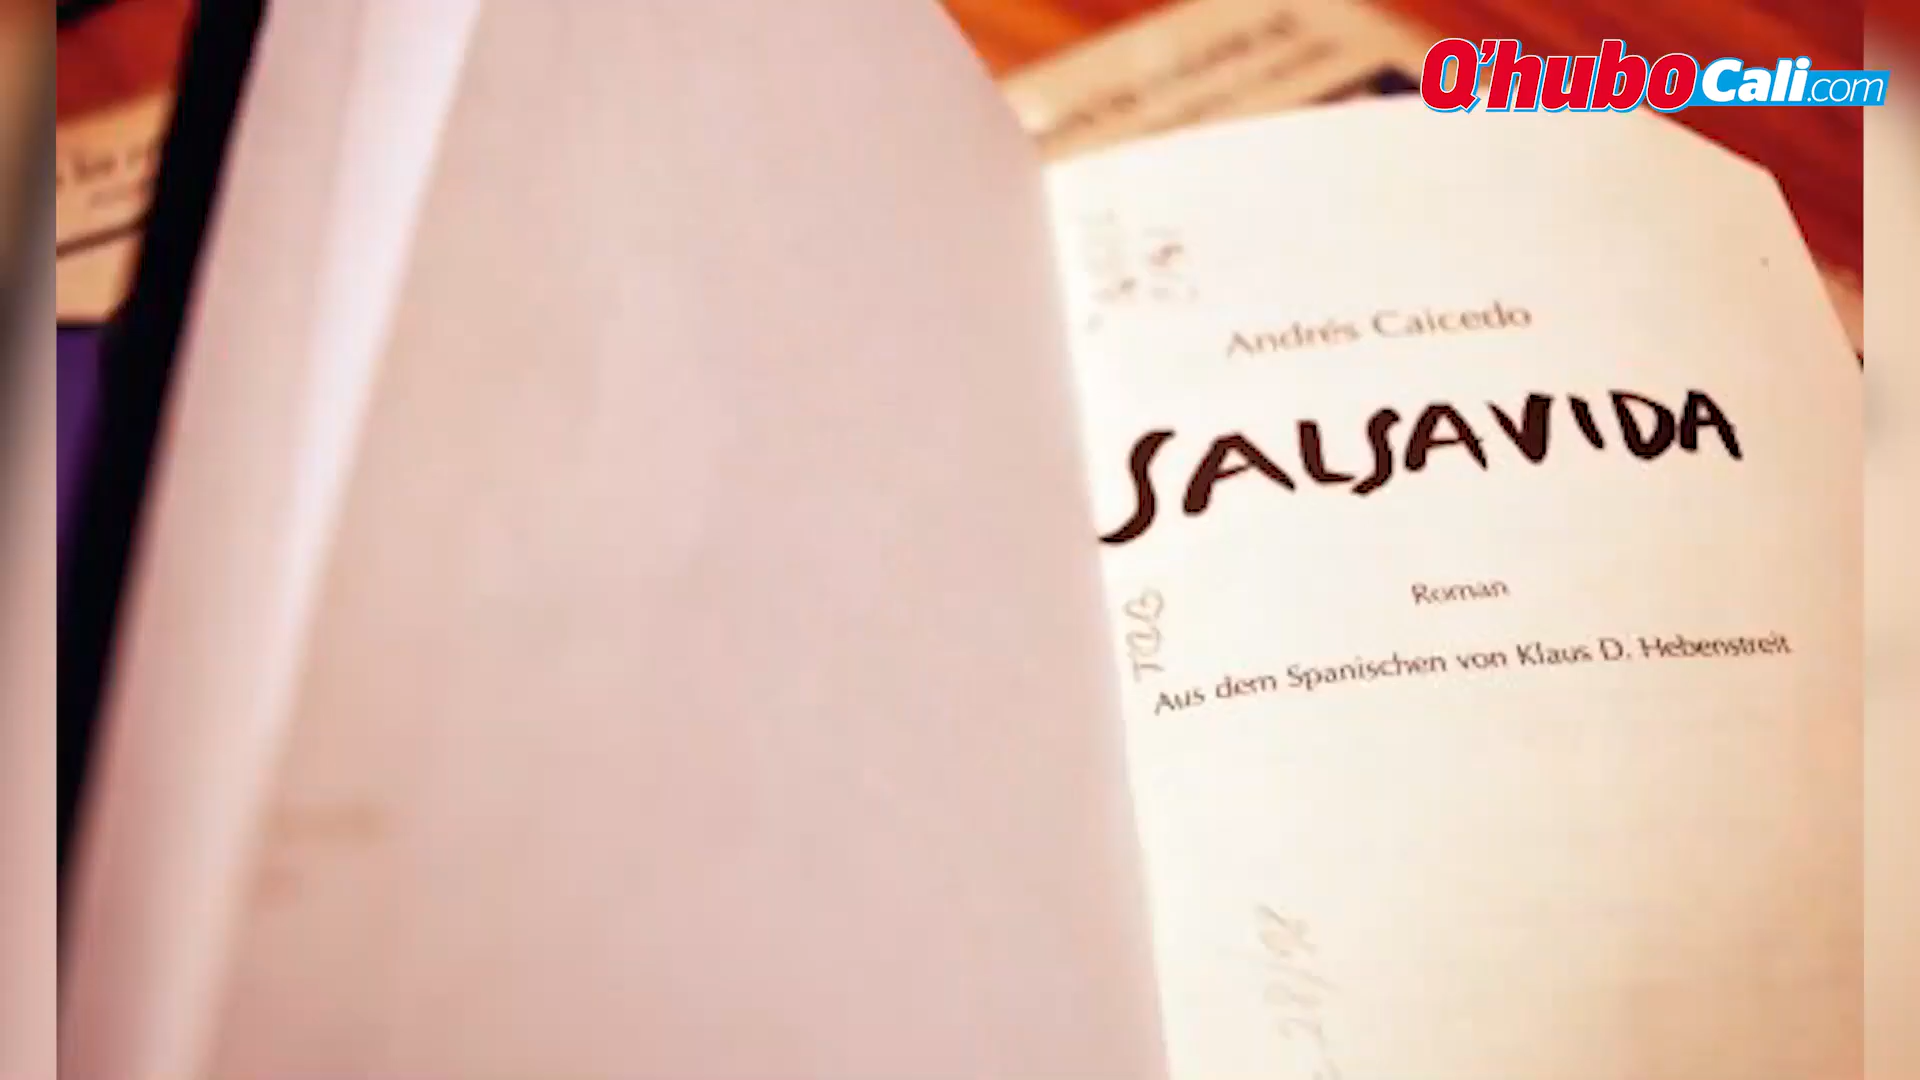 Q'hubo Cali.com
Andrés Caicedo
SALSAVIDA
Roman
Aus dem Spanischen von Klaus D. Hebenstreit